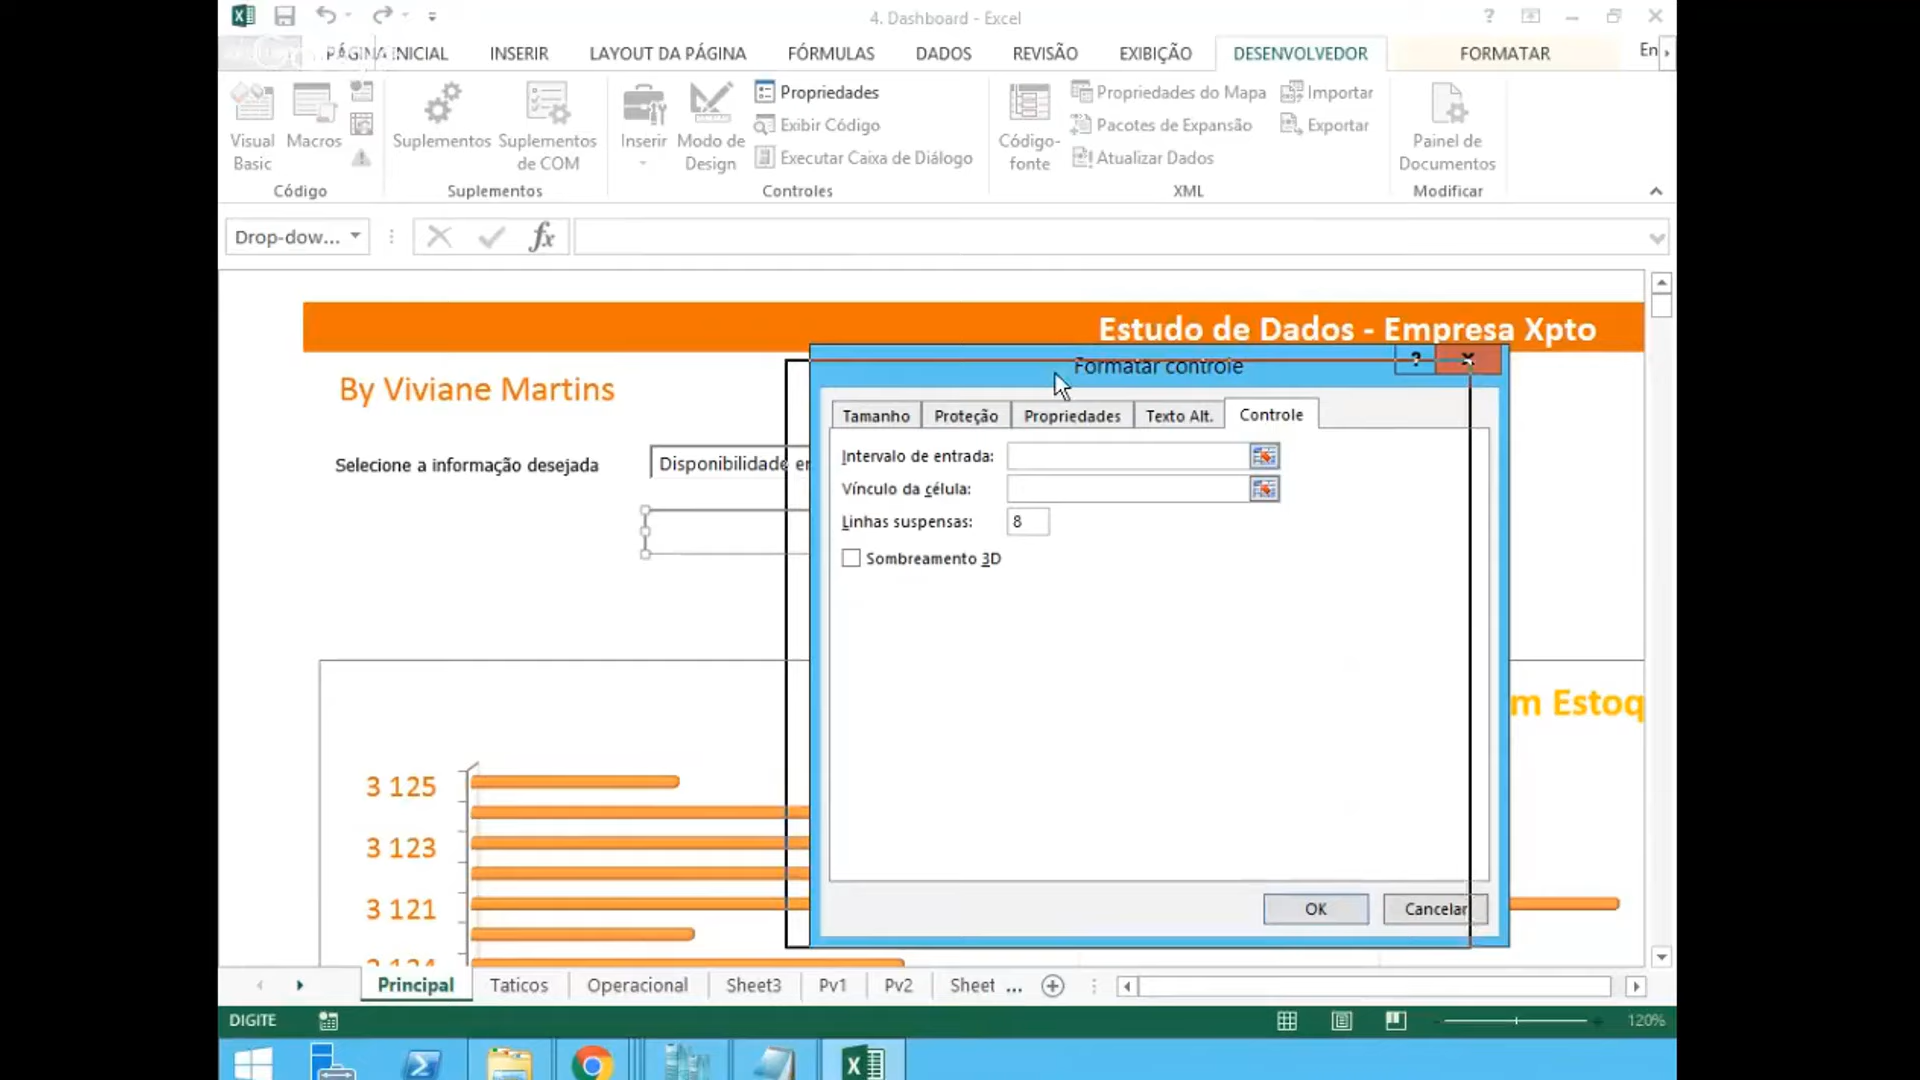 4. Dashboard - Excel
PÁGINA INICIAL INSERIR LAYOUT DA PÁGINA FÓRMULAS DADOS REVISÃO EXIBIÇÃO DESENVOLVEDOR FORMATAR En
Visual Basic
Macros
Suplementos
Suplementos de COM
Inserir
Modo de Design
Propriedades
Exibir Código
Executar Caixa de Diálogo
Código-fonte
Propriedades do Mapa
Pacotes de Expansão
Atualizar Dados
Importar
Exportar
Painel de Documentos
Código Suplementos Controles XML Modificar
Drop-dow... fx
Estudo de Dados - Empresa Xpto
By Viviane Martins
Selecione a informação desejada
Disponibilidade e
Formatar controle
Tamanho Proteção Propriedades Texto Alt. Controle
Intervalo de entrada:
Vínculo da célula:
Linhas suspensas: 8
Sombreamento 3D
OK Cancelar
m Estoq
3 125
3 123
3 121
Principal Taticos Operacional Sheet3 Pv1 Pv2 Sheet ...
DIGITE
120%